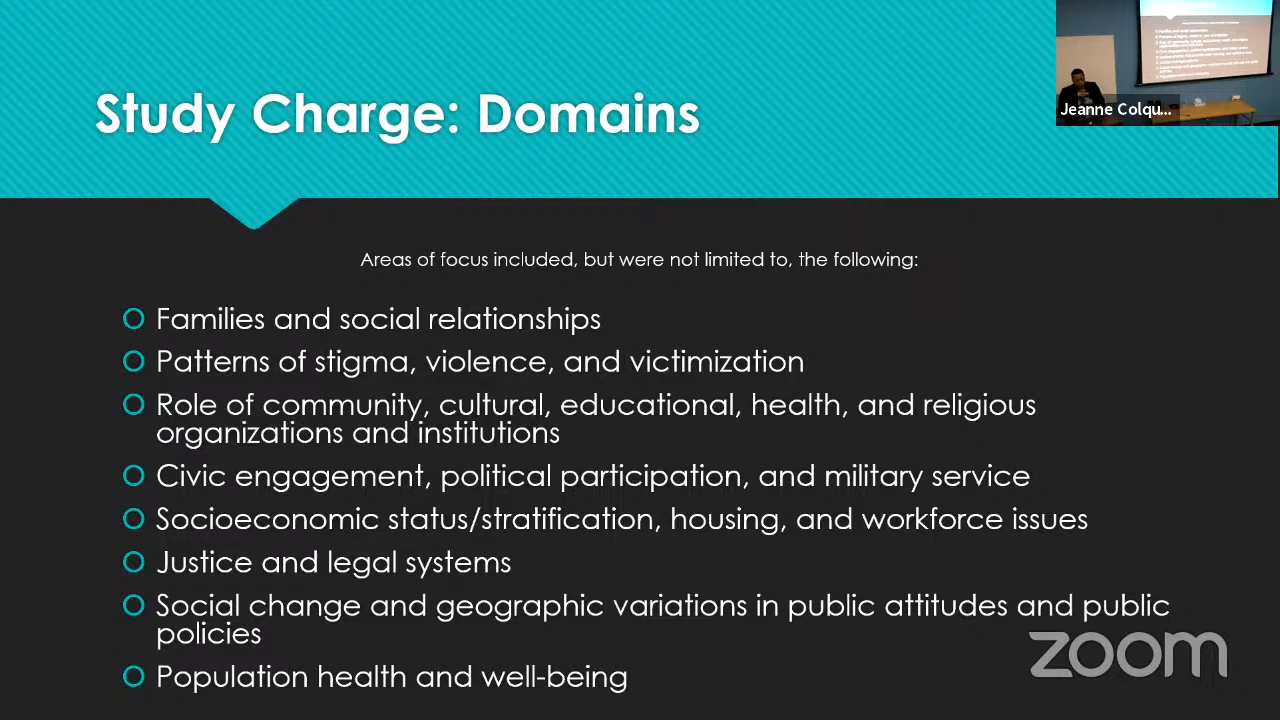 Study Charge: Domains
Jeanne Colqu...
Areas of focus included, but were not limited to, the following:
Families and social relationships
Patterns of stigma, violence, and victimization
Role of community, cultural, educational, health, and religious
organizations and institutions
Civic engagement, political participation, and military service
Socioeconomic status/stratification, housing, and workforce issues
Justice and legal systems
Social change and geographic variations in public attitudes and public
policies
Population health and well-being
zoom